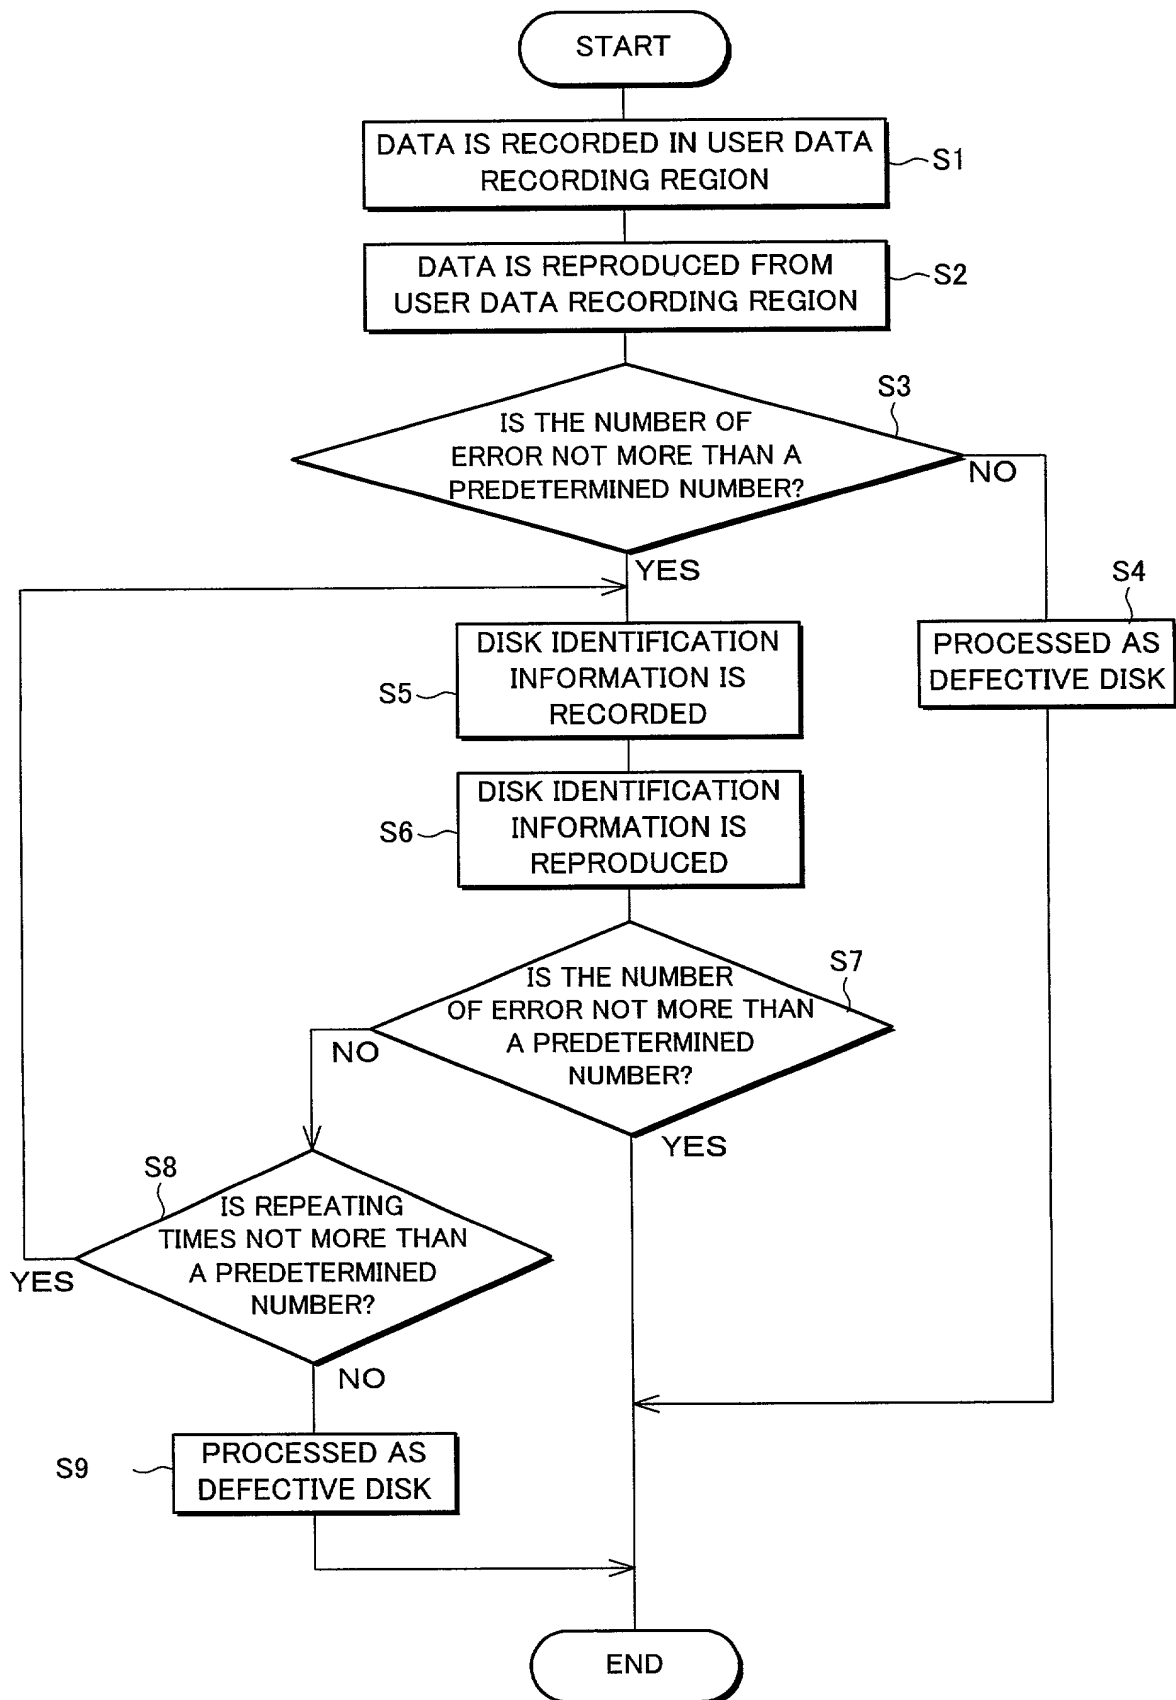 START
DATA IS RECORDED IN USER DATA
RECORDING REGION
S1
DATA IS REPRODUCED FROM
USER DATA RECORDING REGION
S2
S3
IS THE NUMBER OF
ERROR NOT MORE THAN A
PREDETERMINED NUMBER?
NO
YES
S4
PROCESSED AS
DEFECTIVE DISK
DISK IDENTIFICATION
INFORMATION IS
RECORDED
S5
DISK IDENTIFICATION
INFORMATION IS
REPRODUCED
S6
S7
IS THE NUMBER
OF ERROR NOT MORE THAN
A PREDETERMINED
NUMBER?
NO
YES
S8
IS REPEATING
TIMES NOT MORE THAN
A PREDETERMINED
NUMBER?
YES
NO
S9
PROCESSED AS
DEFECTIVE DISK
END